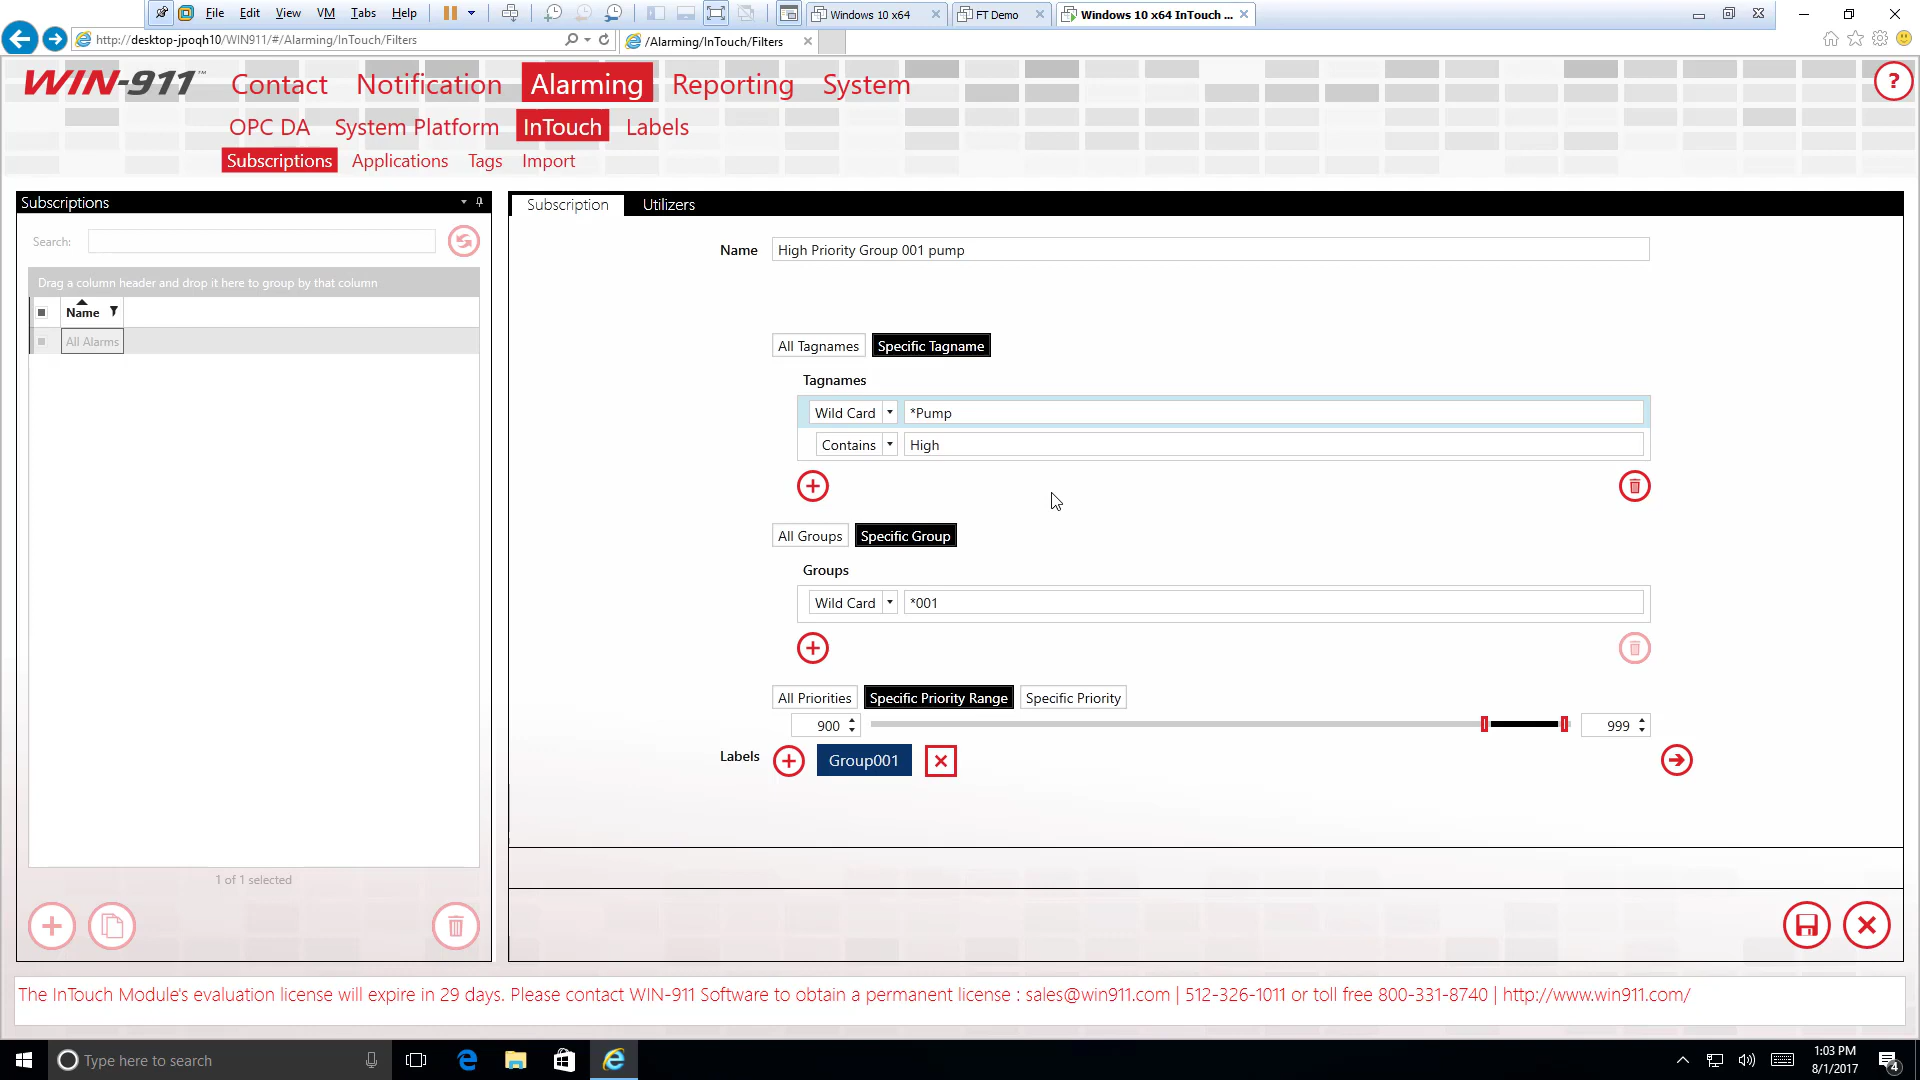 File Edit View VM Tabs Help
Windows 10 x64
FT Demo
Windows 10 x64 InTouch ...
http://desktop-jpoqh10/WIN911/#/Alarming/InTouch/Filters
/Alarming/InTouch/Filters
WIN-911™ Contact Notification Alarming Reporting System
?
OPC DA System Platform InTouch Labels
Subscriptions Applications Tags Import
Subscriptions
Search:
Drag a column header and drop it here to group by that column
Name
All Alarms
1 of 1 selected
Subscription Utilizers
Name High Priority Group 001 pump
All Tagnames Specific Tagname
Tagnames
Wild Card *Pump
Contains High
All Groups Specific Group
Groups
Wild Card *001
All Priorities Specific Priority Range Specific Priority
900 999
Labels Group001
The InTouch Module's evaluation license will expire in 29 days. Please contact WIN-911 Software to obtain a permanent license : sales@win911.com | 512-326-1011 or toll free 800-331-8740 | http://www.win911.com/
Type here to search
1:03 PM
8/1/2017
4